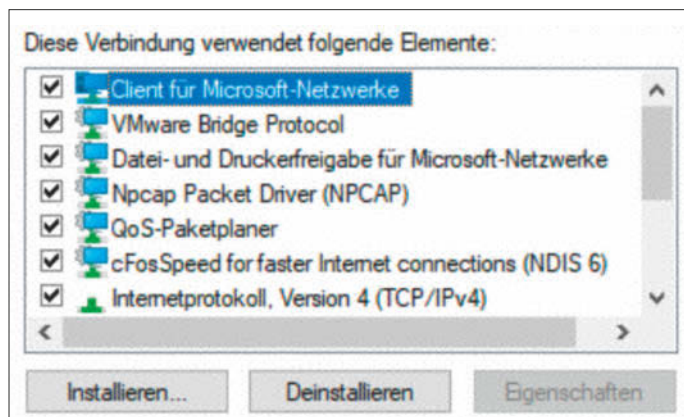 Diese Verbindung verwendet folgende Elemente:
Client für Microsoft-Netzwerke
VMware Bridge Protocol
Datei- und Druckerfreigabe für Microsoft-Netzwerke
Npcap Packet Driver (NPCAP)
QoS-Paketplaner
cFosSpeed for faster Internet connections (NDIS 6)
Internetprotokoll, Version 4 (TCP/IPv4)
Installieren... Deinstallieren Eigenschaften